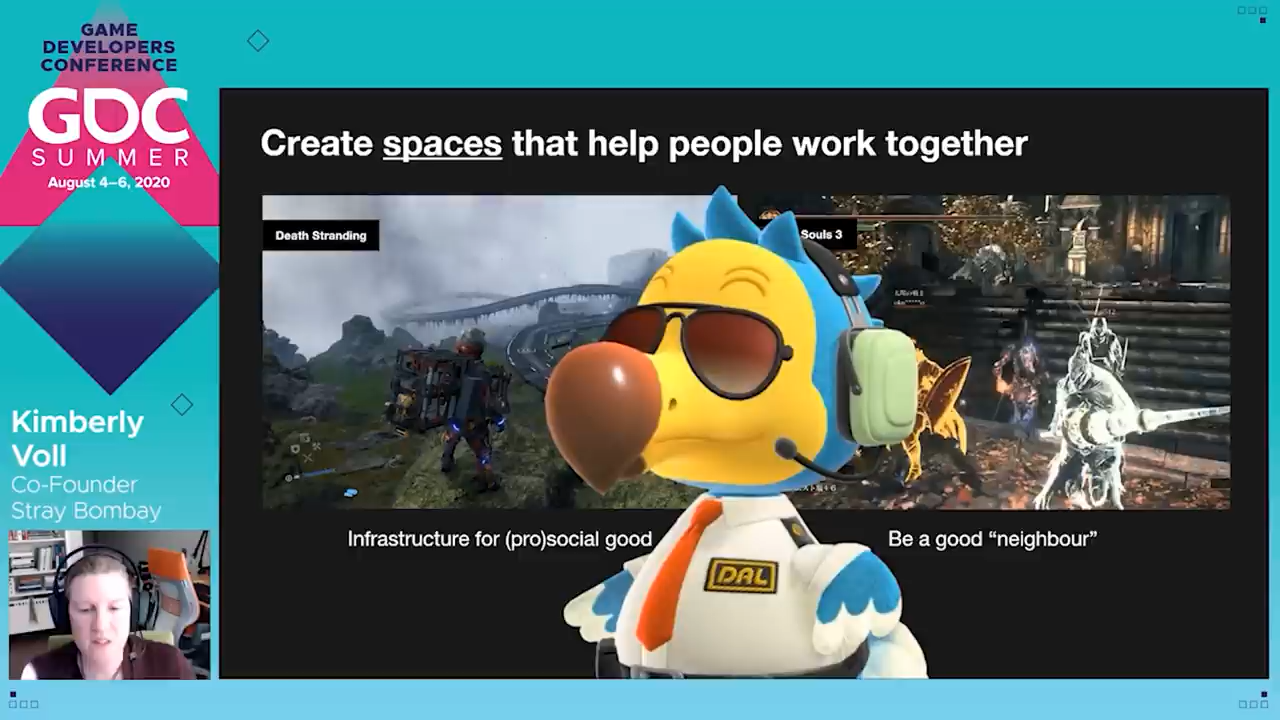 GAME
DEVELOPERS
CONFERENCE
GDC
SUMMER
August 4–6, 2020
Kimberly
Voll
Co-Founder
Stray Bombay
Create spaces that help people work together
Death Stranding
Souls 3
Infrastructure for (pro)social good
Be a good “neighbour”
DAL